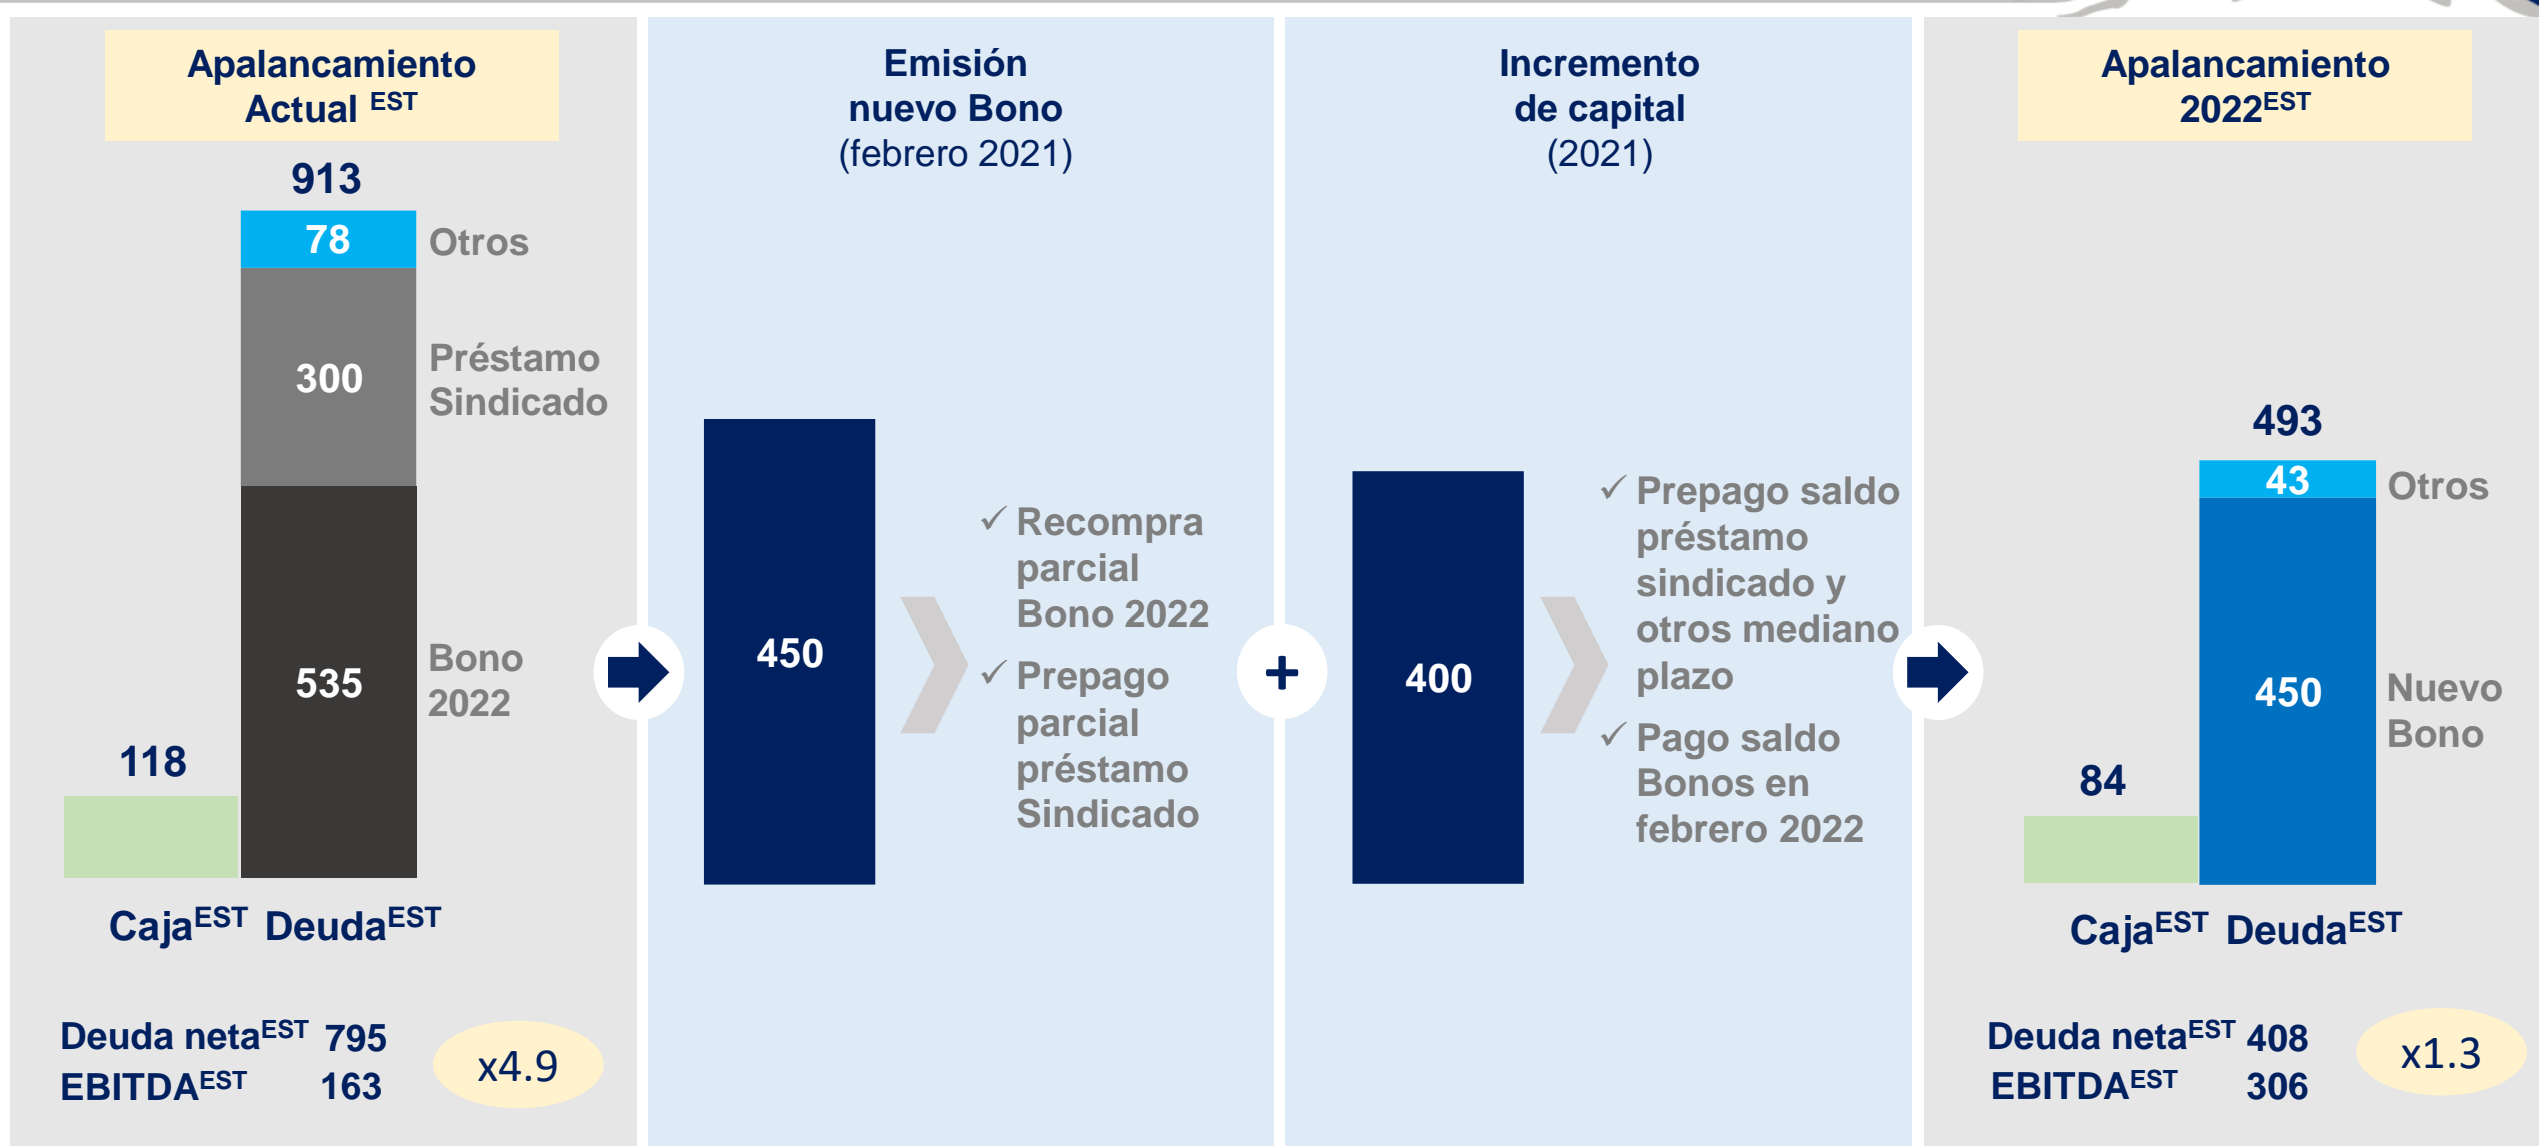 Apalancamiento
Actual EST
913
78
Otros
300
Préstamo
Sindicado
535
Bono
2022
118
CajaEST DeudaEST
Deuda netaEST 795
EBITDAEST 163
x4.9
Emisión
nuevo Bono
(febrero 2021)
450
✓ Recompra
parcial
Bono 2022
✓ Prepago
parcial
préstamo
Sindicado
+
Incremento
de capital
(2021)
400
✓ Prepago saldo
préstamo
sindicado y
otros mediano
plazo
✓ Pago saldo
Bonos en
febrero 2022
Apalancamiento
2022EST
493
43
Otros
450
Nuevo
Bono
84
CajaEST DeudaEST
Deuda netaEST 408
EBITDAEST 306
x1.3